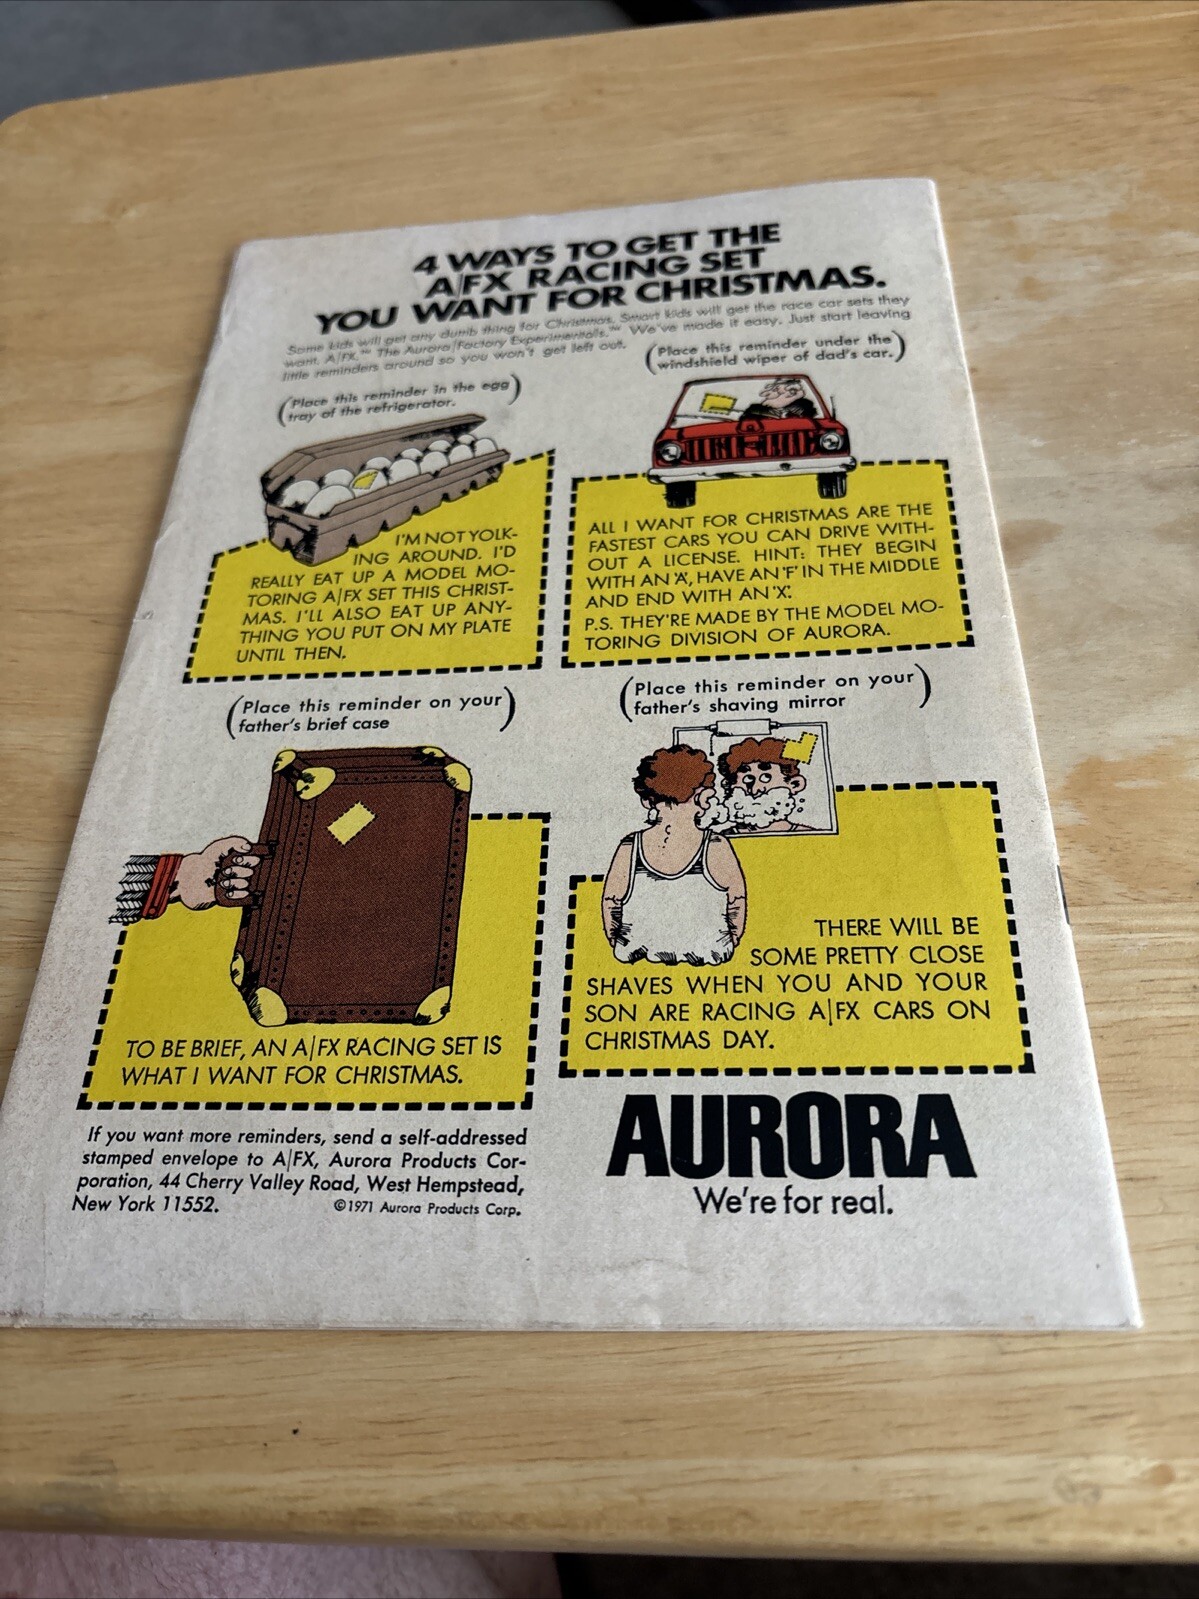 4 WAYS TO GET THE
A/FX RACING SET
YOU WANT FOR CHRISTMAS.
Some kids will get any dumb thing for Christmas. Smart kids will get the race car sets they
want. A/FX.™ The Aurora/Factory Experimentals.™ We've made it easy. Just start leaving
little reminders around so you won't get left out.
(Place this reminder in the egg
tray of the refrigerator.)
I'M NOT YOLK-
ING AROUND. I'D
REALLY EAT UP A MODEL MO-
TORING A/FX SET THIS CHRIST-
MAS. I'LL ALSO EAT UP ANY-
THING YOU PUT ON MY PLATE
UNTIL THEN.
(Place this reminder under the
windshield wiper of dad's car.)
ALL I WANT FOR CHRISTMAS ARE THE
FASTEST CARS YOU CAN DRIVE WITH-
OUT A LICENSE. HINT: THEY BEGIN
WITH AN 'A', HAVE AN 'F' IN THE MIDDLE
AND END WITH AN 'X'.
P.S. THEY'RE MADE BY THE MODEL MO-
TORING DIVISION OF AURORA.
(Place this reminder on your
father's brief case)
TO BE BRIEF, AN A/FX RACING SET IS
WHAT I WANT FOR CHRISTMAS.
(Place this reminder on your
father's shaving mirror)
THERE WILL BE
SOME PRETTY CLOSE
SHAVES WHEN YOU AND YOUR
SON ARE RACING A/FX CARS ON
CHRISTMAS DAY.
If you want more reminders, send a self-addressed
stamped envelope to A/FX, Aurora Products Cor-
poration, 44 Cherry Valley Road, West Hempstead,
New York 11552.
©1971 Aurora Products Corp.
AURORA
We're for real.